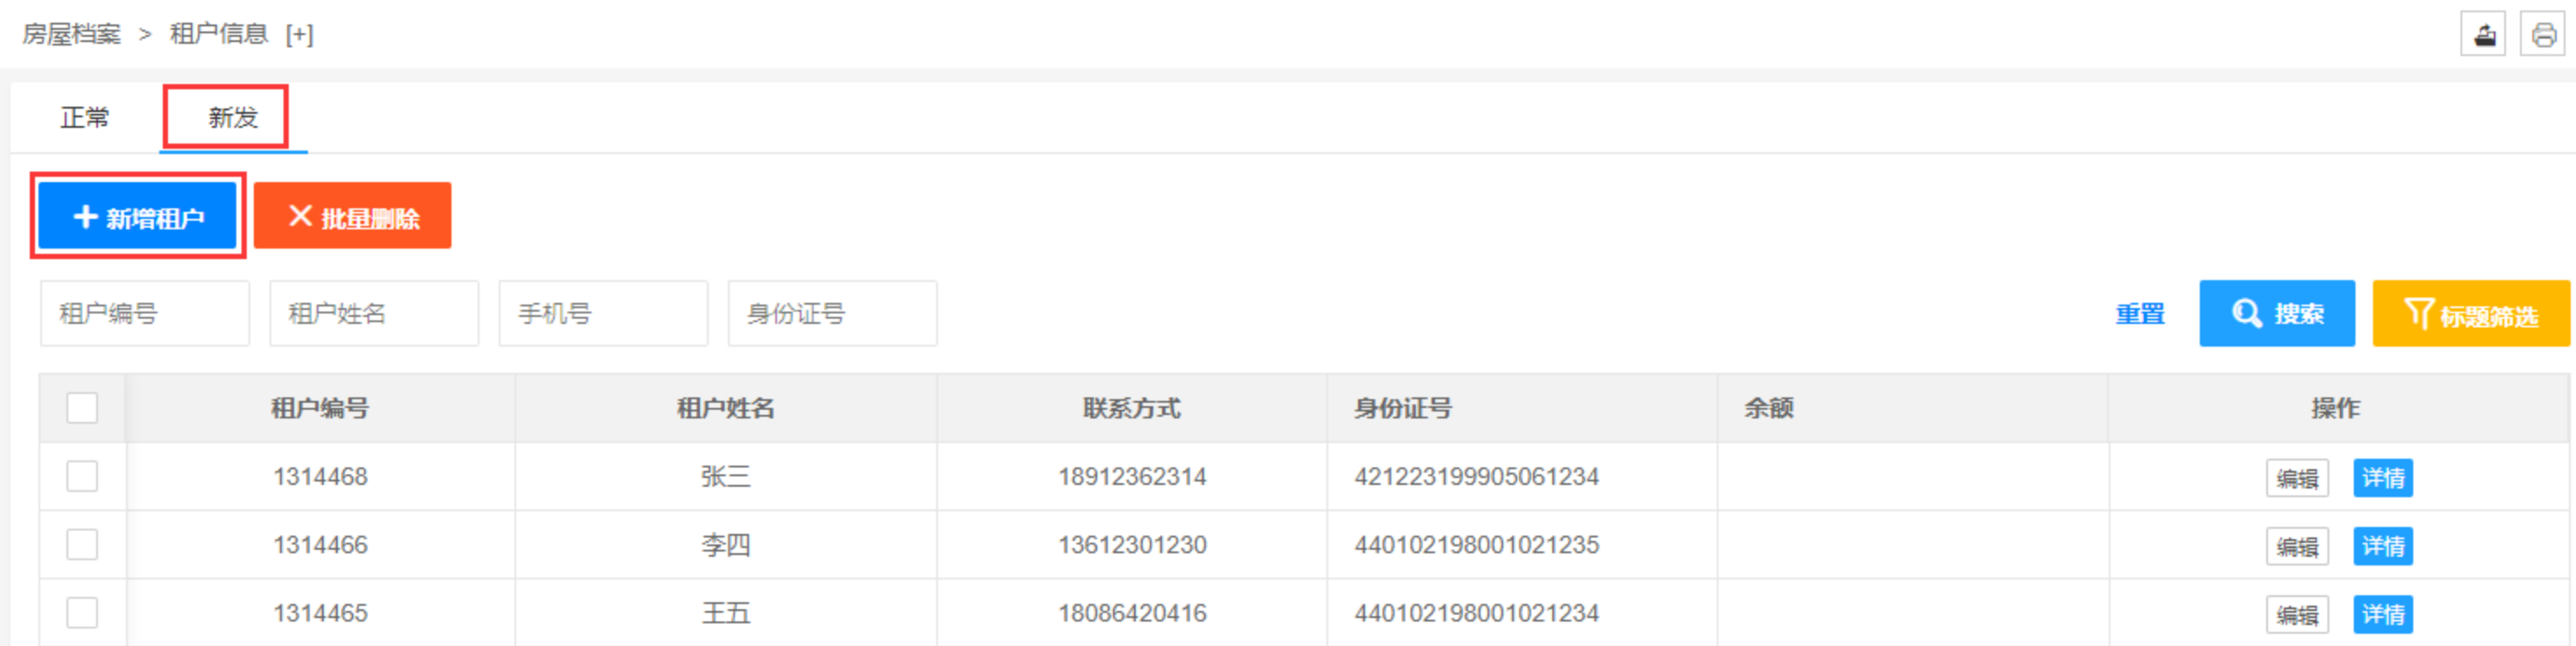 房屋档案 > 租户信息 [+]
正常 新发
新增租户 批量删除
租户编号 租户姓名 手机号 身份证号 重置 搜索 标题筛选
租户编号 租户姓名 联系方式 身份证号 余额 操作
1314468 张三 18912362314 421223199905061234 编辑 详情
1314466 李四 13612301230 440102198001021235 编辑 详情
1314465 王五 18086420416 440102198001021234 编辑 详情